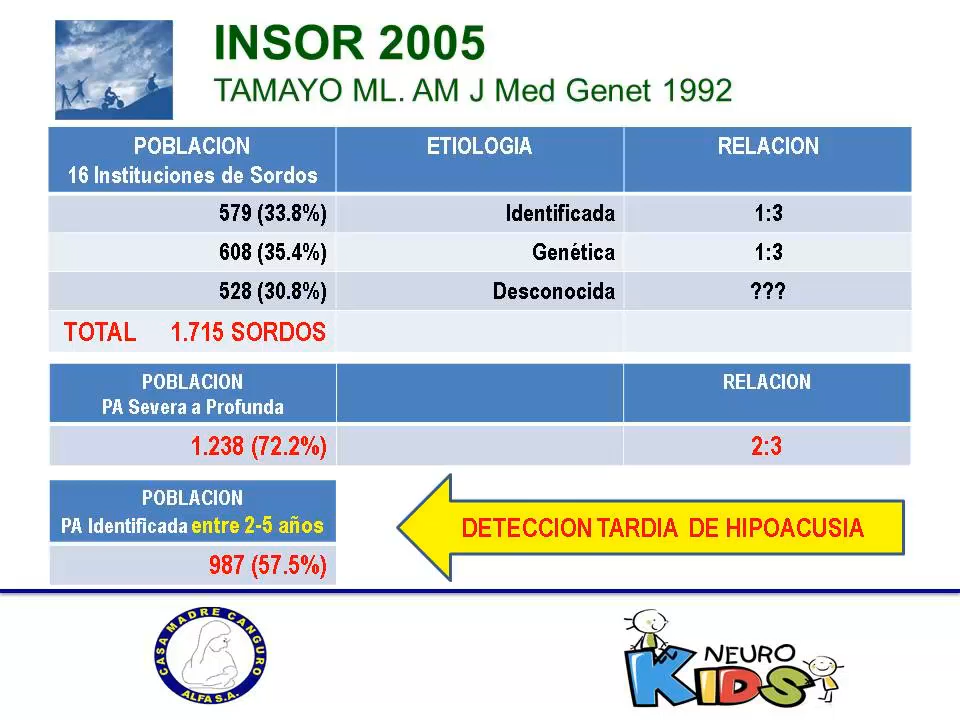 INSOR 2005
TAMAYO ML. AM J Med Genet 1992
POBLACION ETIOLOGIA RELACION
16 Instituciones de Sordos
579 (33.8%) Identificada 1:3
608 (35.4%) Genética 1:3
528 (30.8%) Desconocida ???
TOTAL 1.715 SORDOS
POBLACION RELACION
PA Severa a Profunda
1.238 (72.2%) 2:3
POBLACION
PA Identificada entre 2-5 años
DETECCION TARDIA DE HIPOACUSIA
987 (57.5%)
CASA MADRE CANGURO
ALFA S.A.
NEURO
KIDS